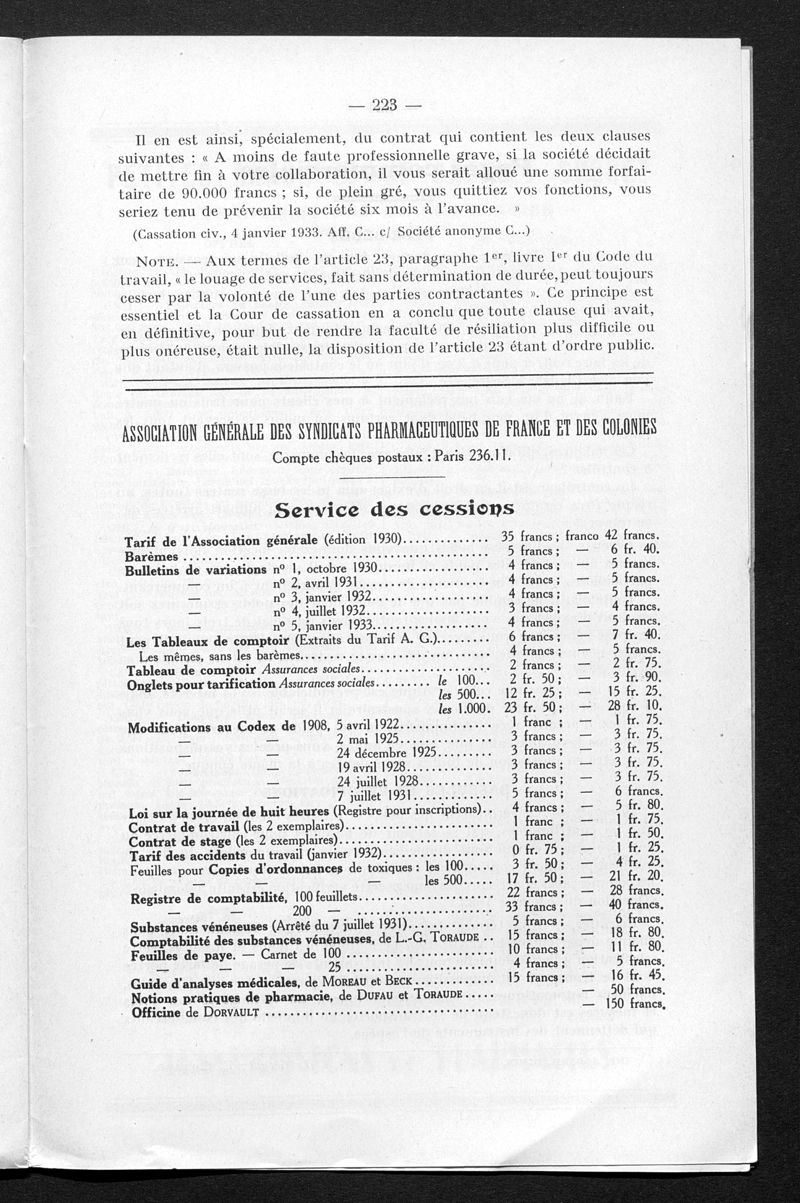 — 223 —
Il en est ainsi, spécialement, du contrat qui contient les deux clauses
suivantes : « A moins de faute professionnelle grave, si la société décidait
de mettre fin à votre collaboration, il vous serait alloué une somme forfai-
taire de 90.000 francs ; si, de plein gré, vous quittiez vos fonctions, vous
seriez tenu de prévenir la société six mois à l'avance. »
(Cassation civ., 4 janvier 1933. Aff. C... c/ Société anonyme C...)
NOTE. — Aux termes de l'article 23, paragraphe 1er, livre Ier du Code du
travail, « le louage de services, fait sans détermination de durée, peut toujours
cesser par la volonté de l'une des parties contractantes ». Ce principe est
essentiel et la Cour de cassation en a conclu que toute clause qui avait,
en définitive, pour but de rendre la faculté de résiliation plus difficile ou
plus onéreuse, était nulle, la disposition de l'article 23 étant d'ordre public.
ASSOCIATION GÉNÉRALE DES SYNDICATS PHARMACEUTIQUES DE FRANCE ET DES COLONIES
Compte chèques postaux : Paris 236.11.
Service des cessions
Tarif de l'Association générale (édition 1930).............. 35 francs ; franco 42 francs.
Barèmes .................................................. 5 francs ; — 6 fr. 40.
Bulletins de variations n° 1, octobre 1930.................. 4 francs ; — 5 francs.
— n° 2, avril 1931..................... 4 francs ; — 5 francs.
— n° 3, janvier 1932................... 4 francs ; — 5 francs.
— n° 4, juillet 1932.................... 3 francs ; — 4 francs.
— n° 5, janvier 1933................... 4 francs ; — 5 francs.
Les Tableaux de comptoir (Extraits du Tarif A. G.)......... 6 francs ; — 7 fr. 40.
Les mêmes, sans les barèmes............................... 4 francs ; — 5 francs.
Tableau de comptoir Assurances sociales..................... 2 francs ; — 2 fr. 75.
Onglets pour tarification Assurances sociales......... le 100... 2 fr. 50 ; — 3 fr. 90.
les 500... 12 fr. 25 ; — 15 fr. 25.
les 1.000. 23 fr. 50 ; — 28 fr. 10.
Modifications au Codex de 1908, 5 avril 1922............... 1 franc ; — 1 fr. 75.
— — 2 mai 1925............... 3 francs ; — 3 fr. 75.
— — 24 décembre 1925......... 3 francs ; — 3 fr. 75.
— — 19 avril 1928.............. 3 francs ; — 3 fr. 75.
— — 24 juillet 1928............ 3 francs ; — 3 fr. 75.
— — 7 juillet 1931............. 5 francs ; — 6 francs.
Loi sur la journée de huit heures (Registre pour inscriptions).. 4 francs ; — 5 fr. 80.
Contrat de travail (les 2 exemplaires)........................ 1 franc ; — 1 fr. 75.
Contrat de stage (les 2 exemplaires)......................... 1 franc ; — 1 fr. 50.
Tarif des accidents du travail (janvier 1932).................. 0 fr. 75 ; — 1 fr. 25.
Feuilles pour Copies d'ordonnances de toxiques : les 100..... 3 fr. 50 ; — 4 fr. 25.
— — — les 500..... 17 fr. 50 ; — 21 fr. 20.
Registre de comptabilité, 100 feuillets...................... 22 francs ; — 28 francs.
— — 200 — ...................... 33 francs ; — 40 francs.
Substances vénéneuses (Arrêté du 7 juillet 1931).............. 5 francs ; — 6 francs.
Comptabilité des substances vénéneuses, de L.-G. TORAUDE .. 15 francs ; — 18 fr. 80.
Feuilles de paye. — Carnet de 100 ........................ 10 francs ; — 11 fr. 80.
— — — 25 ........................ 4 francs ; — 5 francs.
Guide d'analyses médicales, de MOREAU et BECK............. 15 francs ; — 16 fr. 45.
Notions pratiques de pharmacie, de DUFAU et TORAUDE..... — 50 francs.
Officine de DORVAULT ..................................... — 150 francs.